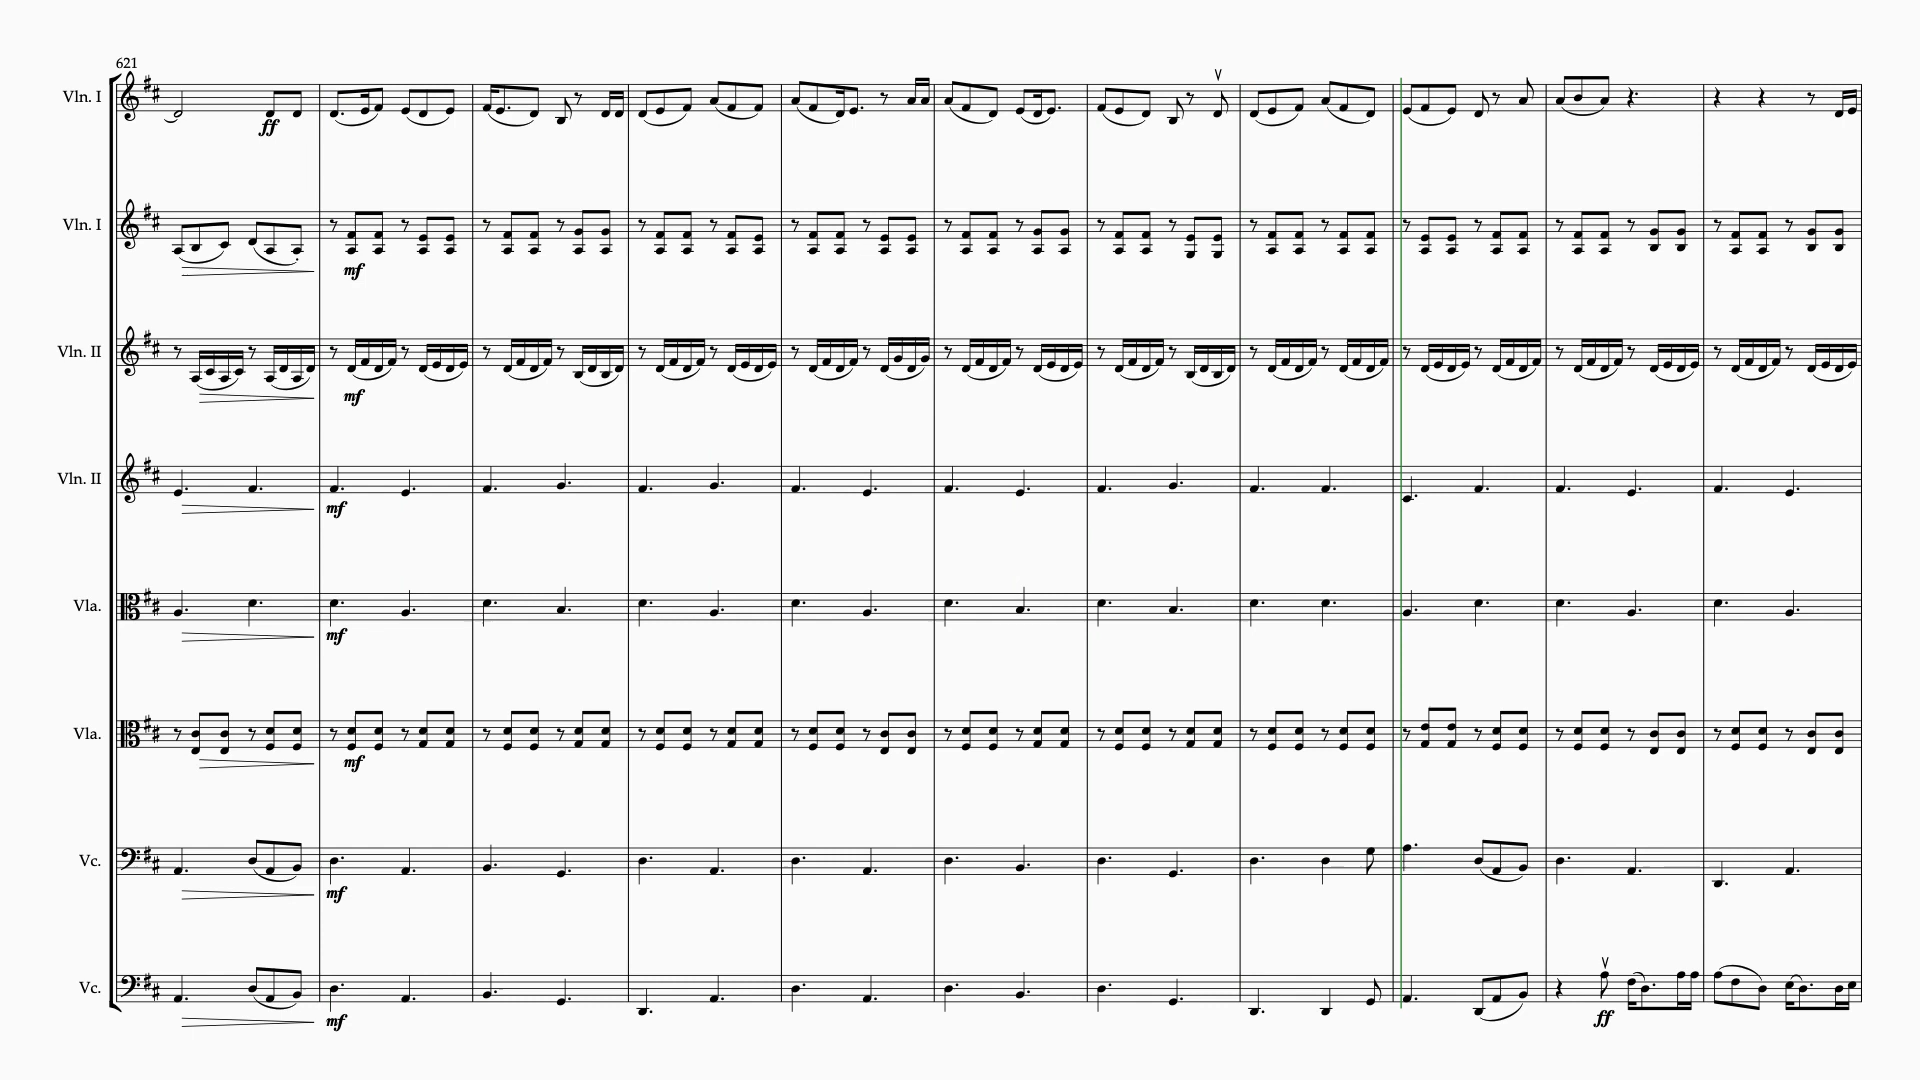 621
Vln. I
ff
Vln. I
mf
Vln. II
mf
Vln. II
mf
Vla.
mf
Vla.
mf
Vc.
mf
Vc.
mf ff